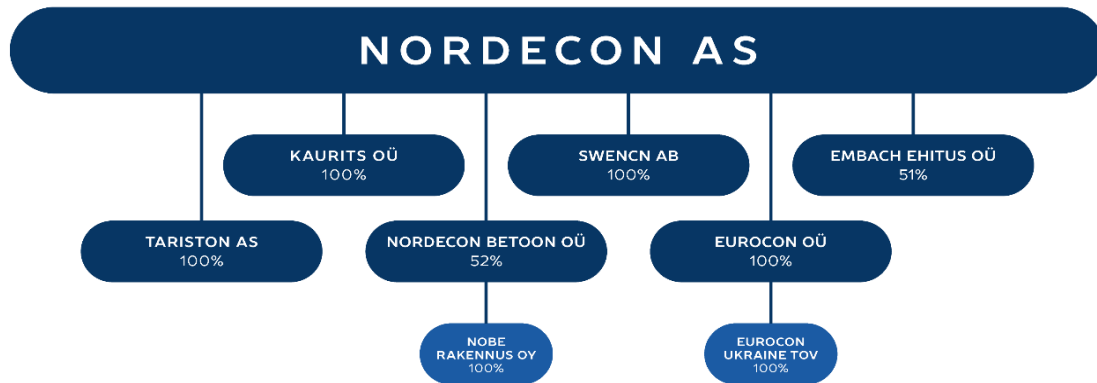 NORDECON AS
KAURITS OÜ
100%
SWENCN AB
100%
EMBACH EHITUS OÜ
51%
TARISTON AS
100%
NORDECON BETOON OÜ
52%
EUROCON OÜ
100%
NOBE
RAKENNUS OY
100%
EUROCON
UKRAINE TOV
100%